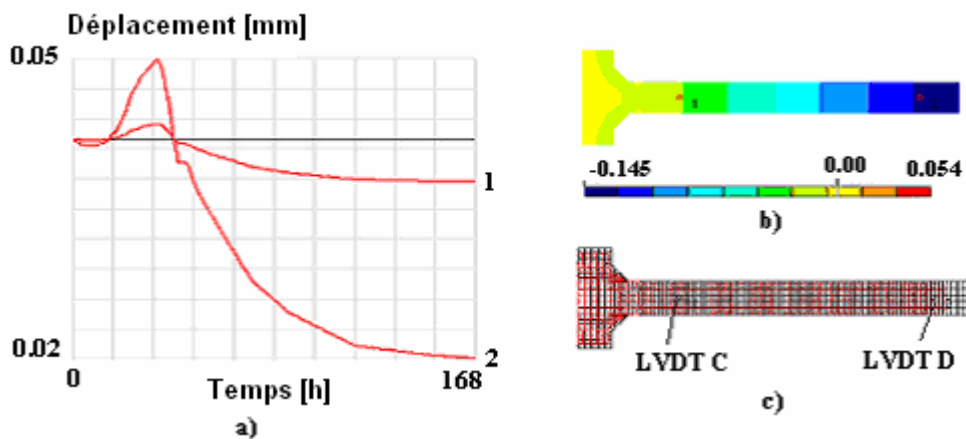 Déplacement [mm]
0.05
1
2
0.02
0
Temps [h]
168
a)
1
-0.145
0.00
0.054
b)
LVDT C
LVDT D
c)